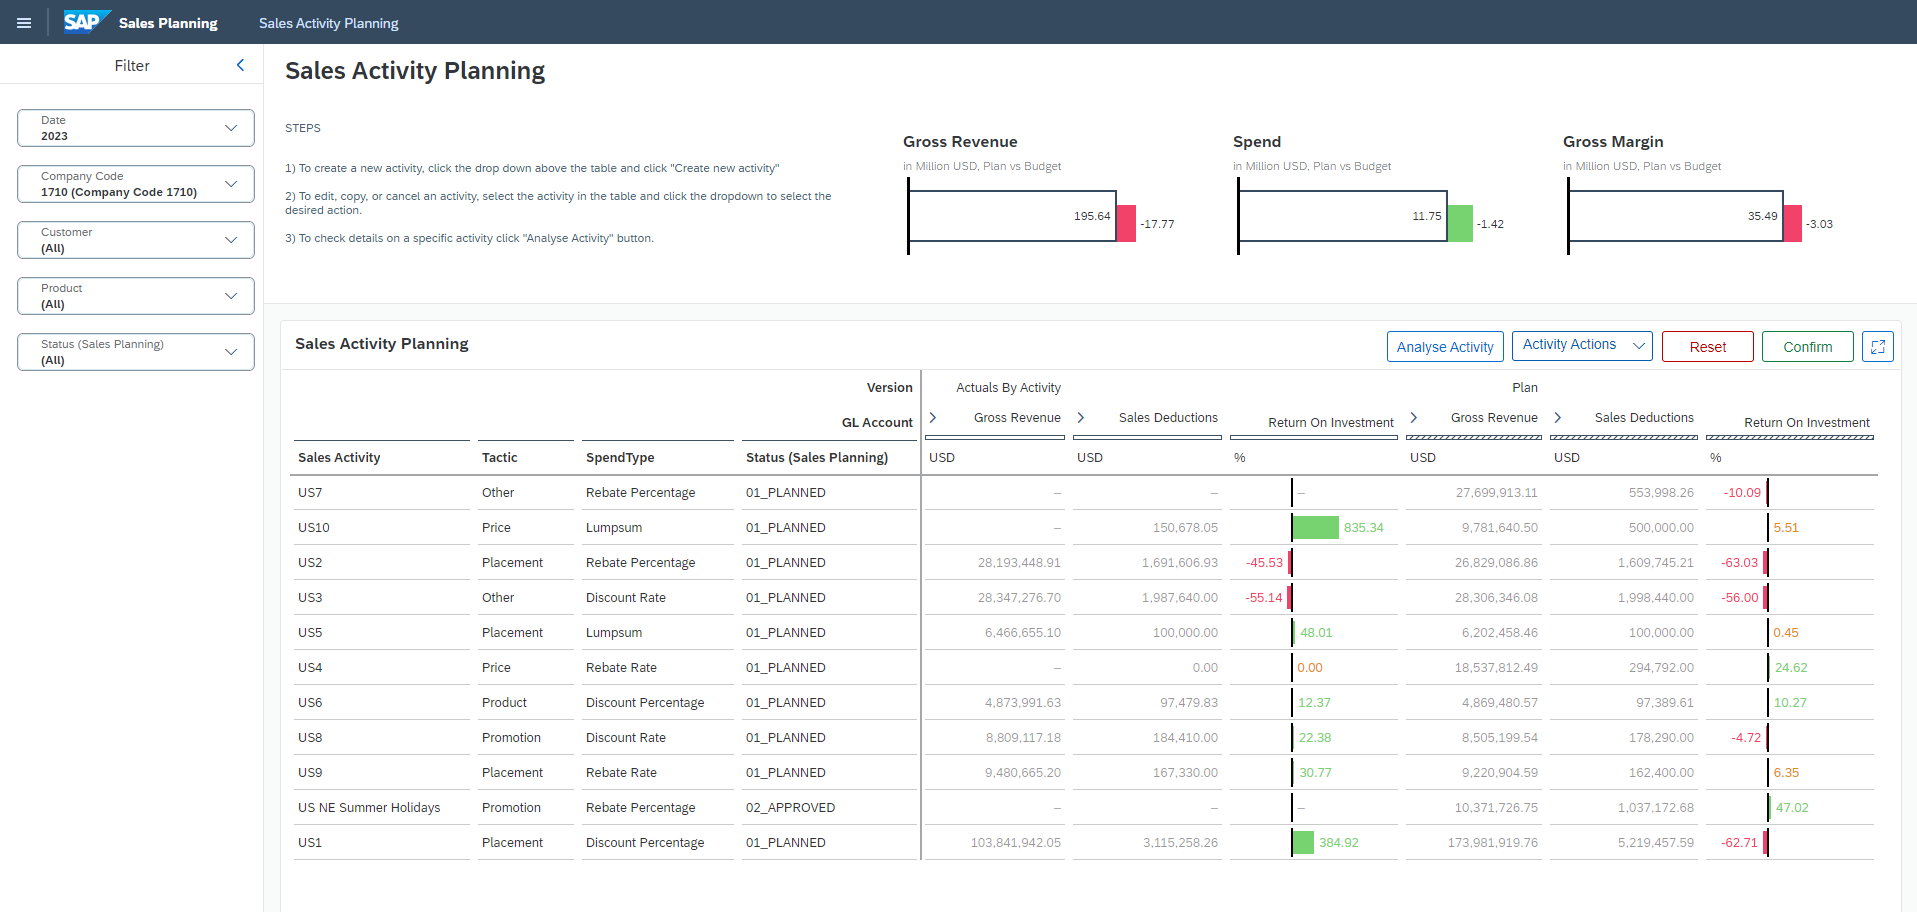 SAP Sales Planning Sales Activity Planning
Filter
Date
2023
Company Code
1710 (Company Code 1710)
Customer
(All)
Product
(All)
Status (Sales Planning)
(All)
Sales Activity Planning
STEPS
1) To create a new activity, click the drop down above the table and click "Create new activity"
2) To edit, copy, or cancel an activity, select the activity in the table and click the dropdown to select the
desired action.
3) To check details on a specific activity click "Analyse Activity" button.
Gross Revenue
in Million USD, Plan vs Budget
195.64
-17.77
Spend
in Million USD, Plan vs Budget
11.75
-1.42
Gross Margin
in Million USD, Plan vs Budget
35.49
-3.03
Sales Activity Planning
Analyse Activity Activity Actions Reset Confirm
Version Actuals By Activity Plan
GL Account Gross Revenue Sales Deductions Return On Investment Gross Revenue Sales Deductions Return On Investment
Sales Activity Tactic SpendType Status (Sales Planning) USD USD % USD USD %
US7 Other Rebate Percentage 01_PLANNED – – – 27,699,913.11 553,998.26 -10.09
US10 Price Lumpsum 01_PLANNED – 150,678.05 835.34 9,781,640.50 500,000.00 5.51
US2 Placement Rebate Percentage 01_PLANNED 28,193,448.91 1,691,606.93 -45.53 26,829,086.86 1,609,745.21 -63.03
US3 Other Discount Rate 01_PLANNED 28,347,276.70 1,987,640.00 -55.14 28,306,346.08 1,998,440.00 -56.00
US5 Placement Lumpsum 01_PLANNED 6,466,655.10 100,000.00 48.01 6,202,458.46 100,000.00 0.45
US4 Price Rebate Rate 01_PLANNED – 0.00 0.00 18,537,812.49 294,792.00 24.62
US6 Product Discount Percentage 01_PLANNED 4,873,991.63 97,479.83 12.37 4,869,480.57 97,389.61 10.27
US8 Promotion Discount Rate 01_PLANNED 8,809,117.18 184,410.00 22.38 8,505,199.54 178,290.00 -4.72
US9 Placement Rebate Rate 01_PLANNED 9,480,665.20 167,330.00 30.77 9,220,904.59 162,400.00 6.35
US NE Summer Holidays Promotion Rebate Percentage 02_APPROVED – – – 10,371,726.75 1,037,172.68 47.02
US1 Placement Discount Percentage 01_PLANNED 103,841,942.05 3,115,258.26 384.92 173,981,919.76 5,219,457.59 -62.71